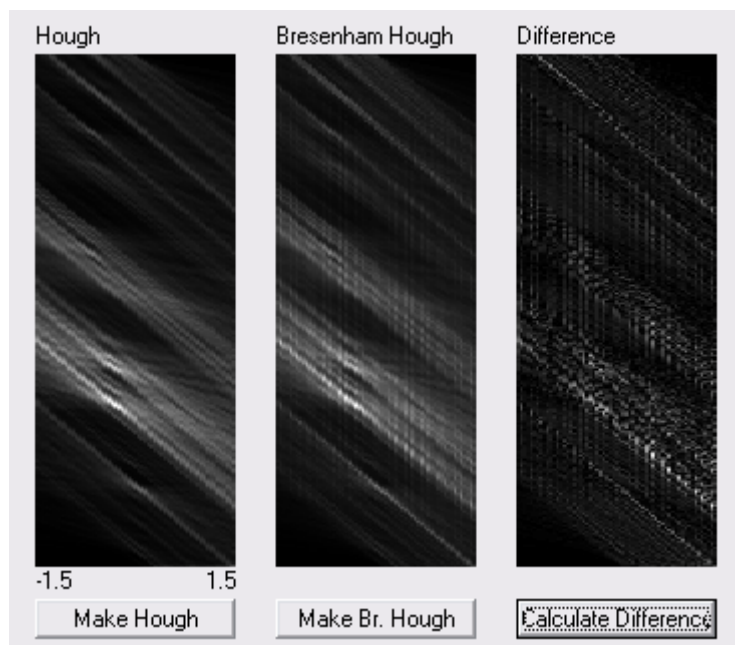 Hough
Bresenham Hough
Difference
-1.5 1.5
Make Hough
Make Br. Hough
Calculate Difference